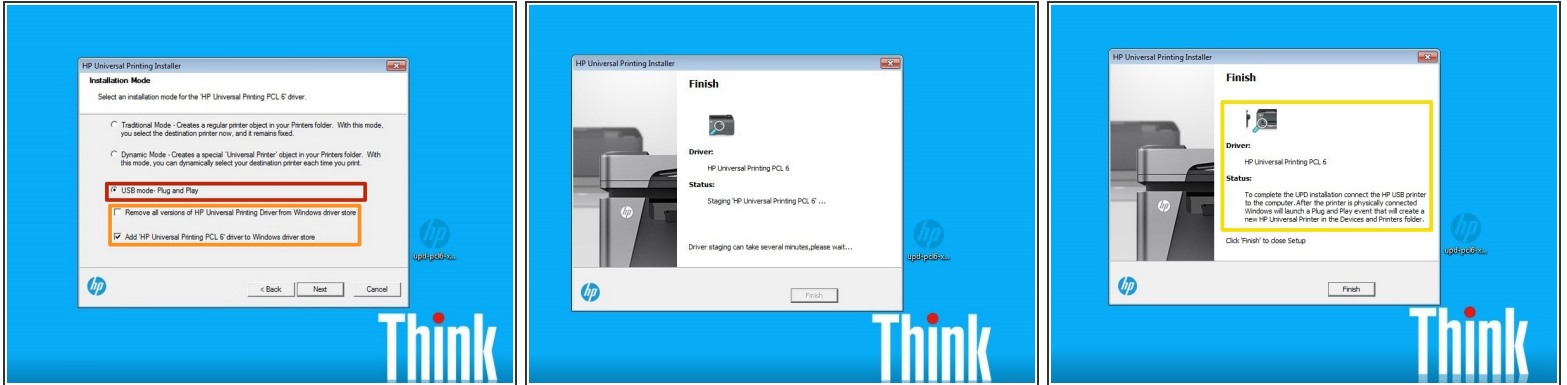 HP Universal Printing Installer
Installation Mode
Select an installation mode for the 'HP Universal Printing PCL 6' driver.
Traditional Mode - Creates a regular printer object in your Printers folder. With this mode,
you select the destination printer now, and it remains fixed.
Dynamic Mode - Creates a special 'Universal Printer' object in your Printers folder. With
this mode, you can dynamically select your destination printer each time you print.
USB mode- Plug and Play
Remove all versions of HP Universal Printing Driver from Windows driver store
Add 'HP Universal Printing PCL 6' driver to Windows driver store
hp
< Back
Next
Cancel
hp
upd-pcl6-x...
Think
HP Universal Printing Installer
Finish
Driver:
HP Universal Printing PCL 6
Status:
Staging 'HP Universal Printing PCL 6' ...
Driver staging can take several minutes,please wait...
hp
hp
Finish
hp
upd-pcl6-x...
Think
HP Universal Printing Installer
Finish
Driver:
HP Universal Printing PCL 6
Status:
To complete the UPD installation connect the HP USB printer
to the computer.After the printer is physically connected
Windows will launch a Plug and Play event that will create a
new HP Universal Printer in the Devices and Printers folder.
Click 'Finish' to close Setup
hp
hp
Finish
hp
upd-pcl6-x...
Think